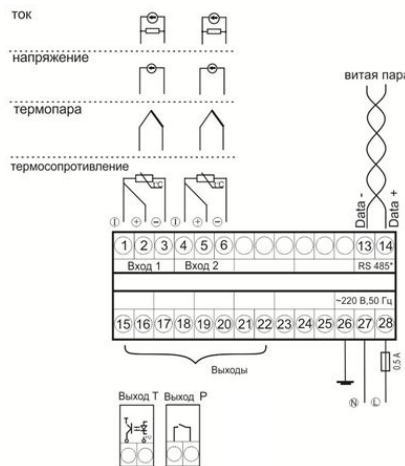 ток
напряжение
термопара
термосопротивление
витая пара
Data -
Data +
I + − I + −
1 2 3 4 5 6 13 14
Вход 1 Вход 2 RS 485*
~220 В,50 Гц
15 16 17 18 19 20 21 22 23 24 25 26 27 28
Выходы
0,5 А
N L
Выход Т Выход Р